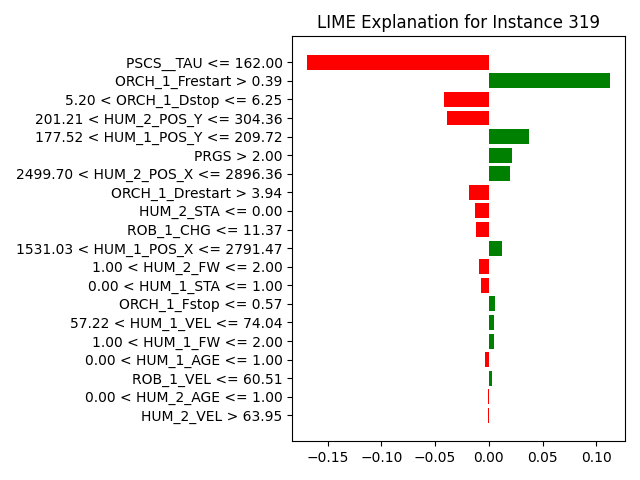 LIME Explanation for Instance 319
PSCS__TAU <= 162.00
ORCH_1_Frestart > 0.39
5.20 < ORCH_1_Dstop <= 6.25
201.21 < HUM_2_POS_Y <= 304.36
177.52 < HUM_1_POS_Y <= 209.72
PRGS > 2.00
2499.70 < HUM_2_POS_X <= 2896.36
ORCH_1_Drestart > 3.94
HUM_2_STA <= 0.00
ROB_1_CHG <= 11.37
1531.03 < HUM_1_POS_X <= 2791.47
1.00 < HUM_2_FW <= 2.00
0.00 < HUM_1_STA <= 1.00
ORCH_1_Fstop <= 0.57
57.22 < HUM_1_VEL <= 74.04
1.00 < HUM_1_FW <= 2.00
0.00 < HUM_1_AGE <= 1.00
ROB_1_VEL <= 60.51
0.00 < HUM_2_AGE <= 1.00
HUM_2_VEL > 63.95
−0.15 −0.10 −0.05 0.00 0.05 0.10